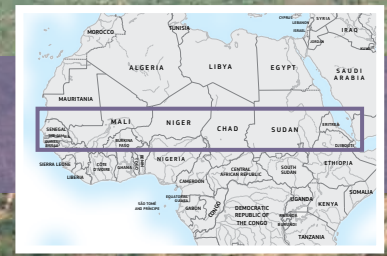 CYPRUS
SYRIA
LEBANON
TUNISIA
IRAQ
MOROCCO
ISRAEL
JORDAN
ALGERIA
LIBYA
EGYPT
SAUDI
ARABIA
MAURITANIA
MALI
NIGER
CHAD
SUDAN
ERITREA
SENEGAL
BURKINA
FASO
DJIBOUTI
SIERRA LEONE
CÔTE
D'IVOIRE
GHANA
NIGERIA
LIBERIA
CENTRAL
AFRICAN REPUBLIC
SOUTH
SUDAN
ETHIOPIA
CAMEROON
SOMALIA
EQUATORIAL
GUINEA
SÃO TOMÉ
AND PRÍNCIPE
GABON
CONGO
DEMOCRATIC
REPUBLIC OF
THE CONGO
UGANDA
KENYA
RWANDA
BURUNDI
TANZANIA